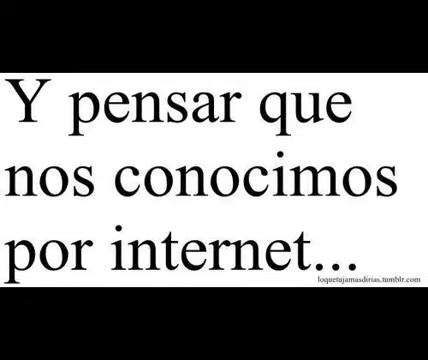 Y pensar que
nos conocimos
por internet...
loquetujamasdirias.tumblr.com